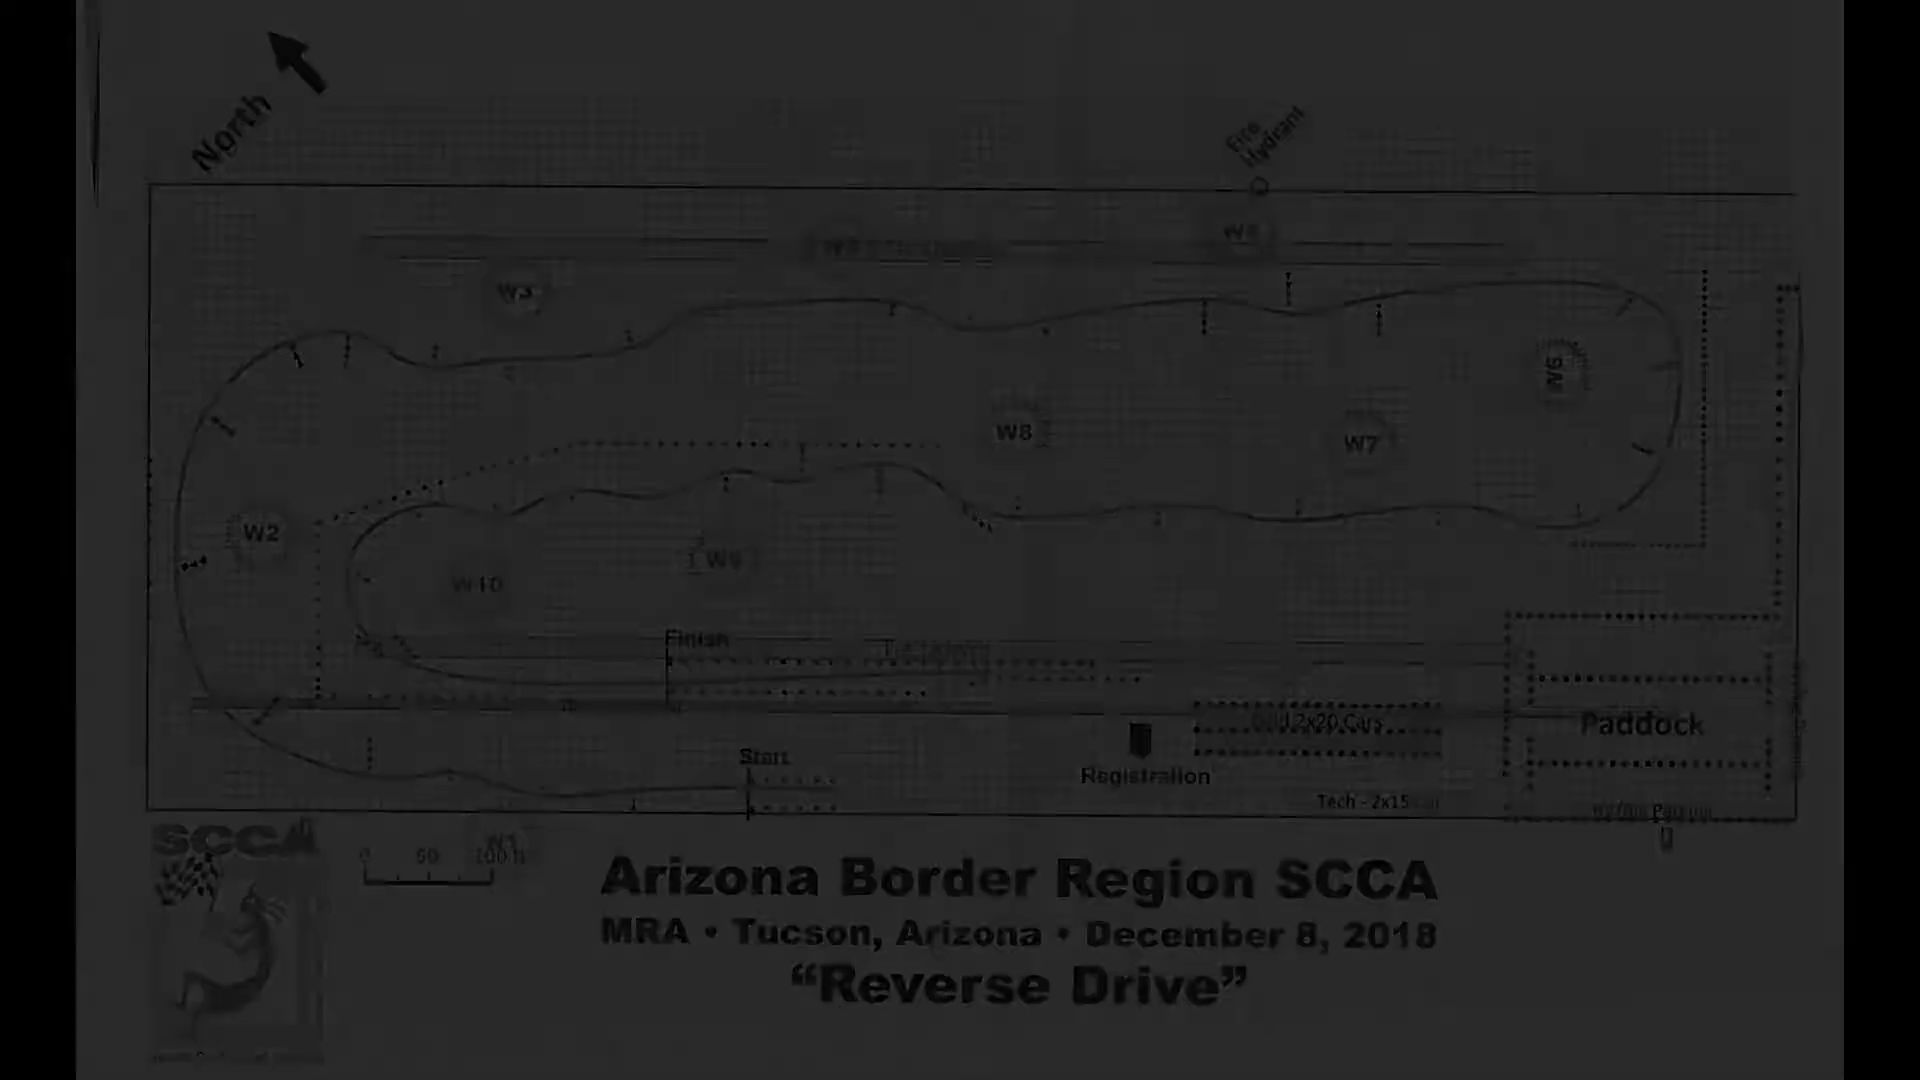 North
Fire
Hydrant
W3
W8
W7
W6
W2
W9
W10
Finish
Start
Registration
Paddock
Tech - 2x15
SCCA
0 50 100 ft
Arizona Border Region SCCA
MRA • Tucson, Arizona • December 8, 2018
“Reverse Drive”